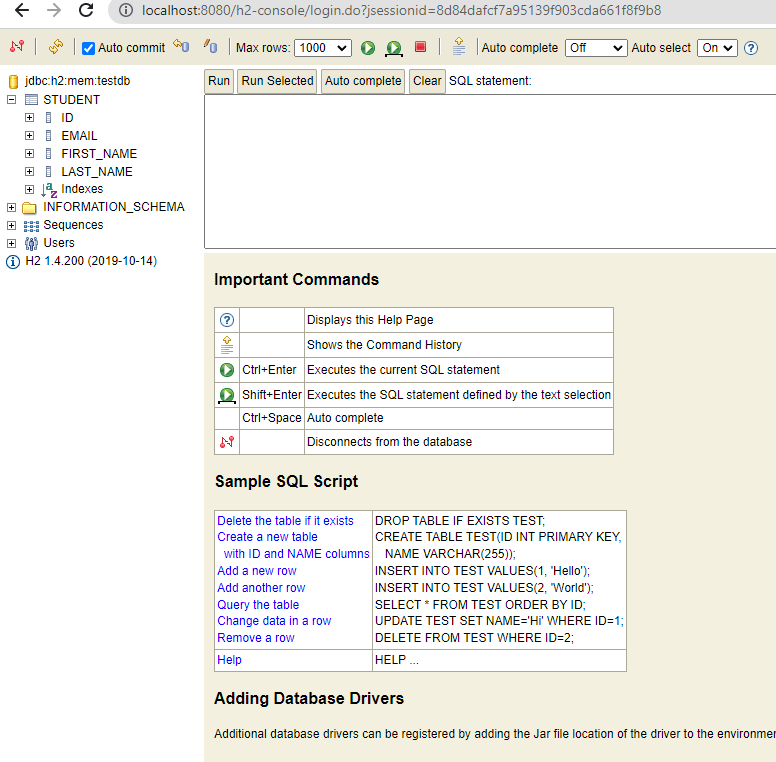 localhost:8080/h2-console/login.do?jsessionid=8d84dafcf7a95139f903cda661f8f9b8
Auto commit Max rows: 1000 Auto complete Off Auto select On
jdbc:h2:mem:testdb
STUDENT
ID
EMAIL
FIRST_NAME
LAST_NAME
Indexes
INFORMATION_SCHEMA
Sequences
Users
H2 1.4.200 (2019-10-14)
Run Run Selected Auto complete Clear SQL statement:
Important Commands
Displays this Help Page
Shows the Command History
Ctrl+Enter Executes the current SQL statement
Shift+Enter Executes the SQL statement defined by the text selection
Ctrl+Space Auto complete
Disconnects from the database
Sample SQL Script
Delete the table if it exists DROP TABLE IF EXISTS TEST;
Create a new table CREATE TABLE TEST(ID INT PRIMARY KEY,
with ID and NAME columns NAME VARCHAR(255));
Add a new row INSERT INTO TEST VALUES(1, 'Hello');
Add another row INSERT INTO TEST VALUES(2, 'World');
Query the table SELECT * FROM TEST ORDER BY ID;
Change data in a row UPDATE TEST SET NAME='Hi' WHERE ID=1;
Remove a row DELETE FROM TEST WHERE ID=2;
Help HELP ...
Adding Database Drivers
Additional database drivers can be registered by adding the Jar file location of the driver to the